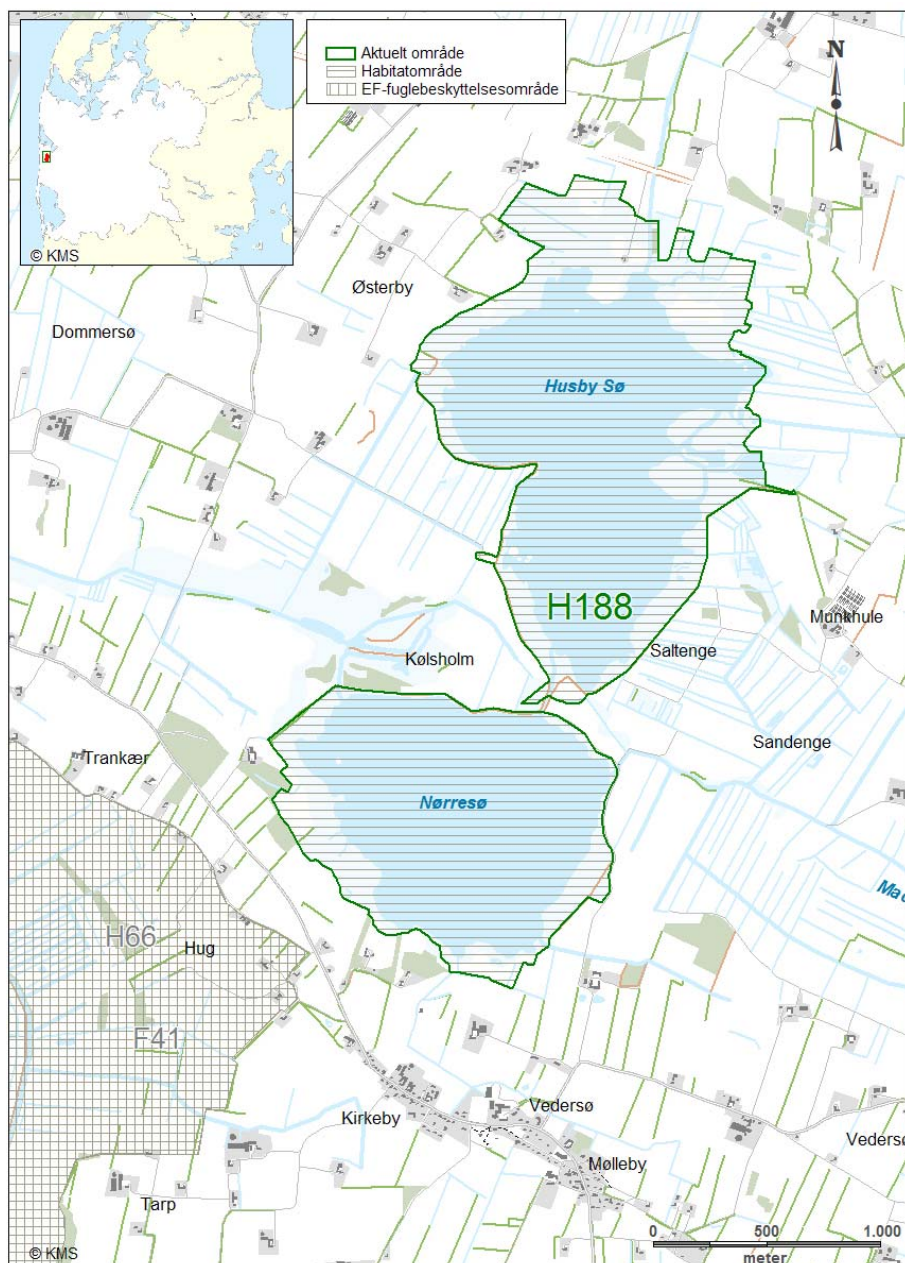 © KMS
Aktuelt område
Habitatområde
EF-fuglebeskyttelsesområde
N
Østerby
Dommersø
Husby Sø
H188
Munkhule
Kølsholm
Saltenge
Sandenge
Trankær
Nørresø
H66
Hug
F41
Vedersø
Kirkeby
Mølleby
Tarp
0 500 1.000
meter
© KMS